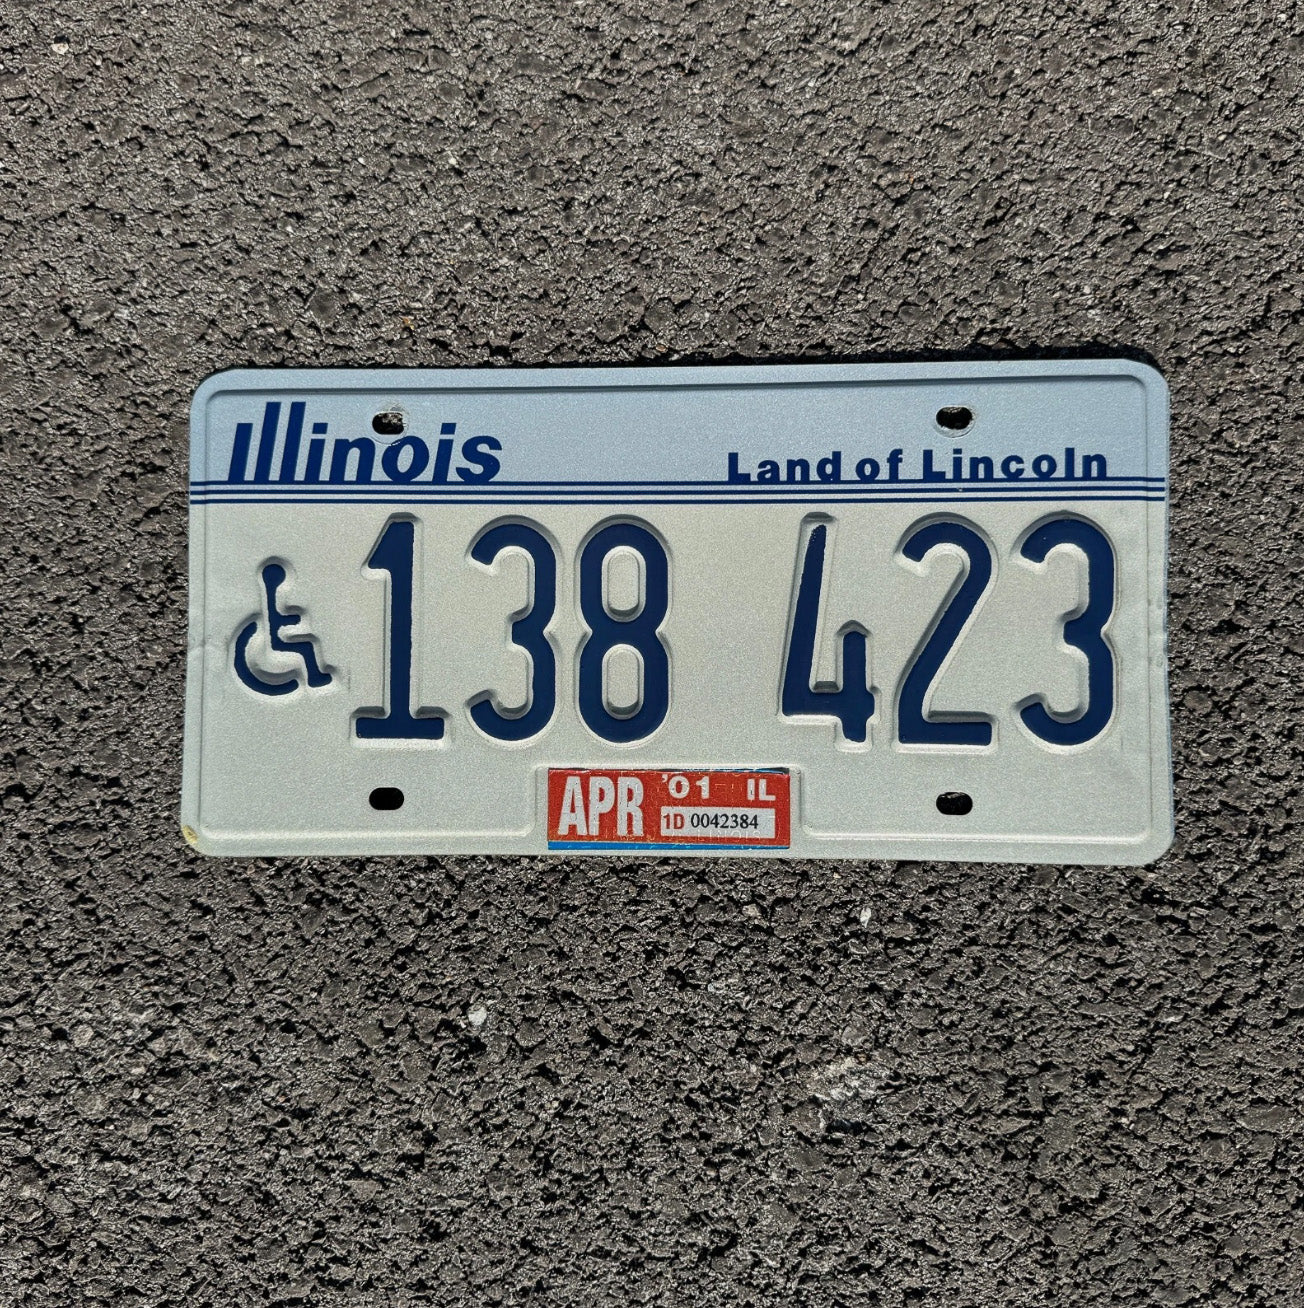 Illinois
Land of Lincoln
138 423
APR '01 IL
1D 0042384